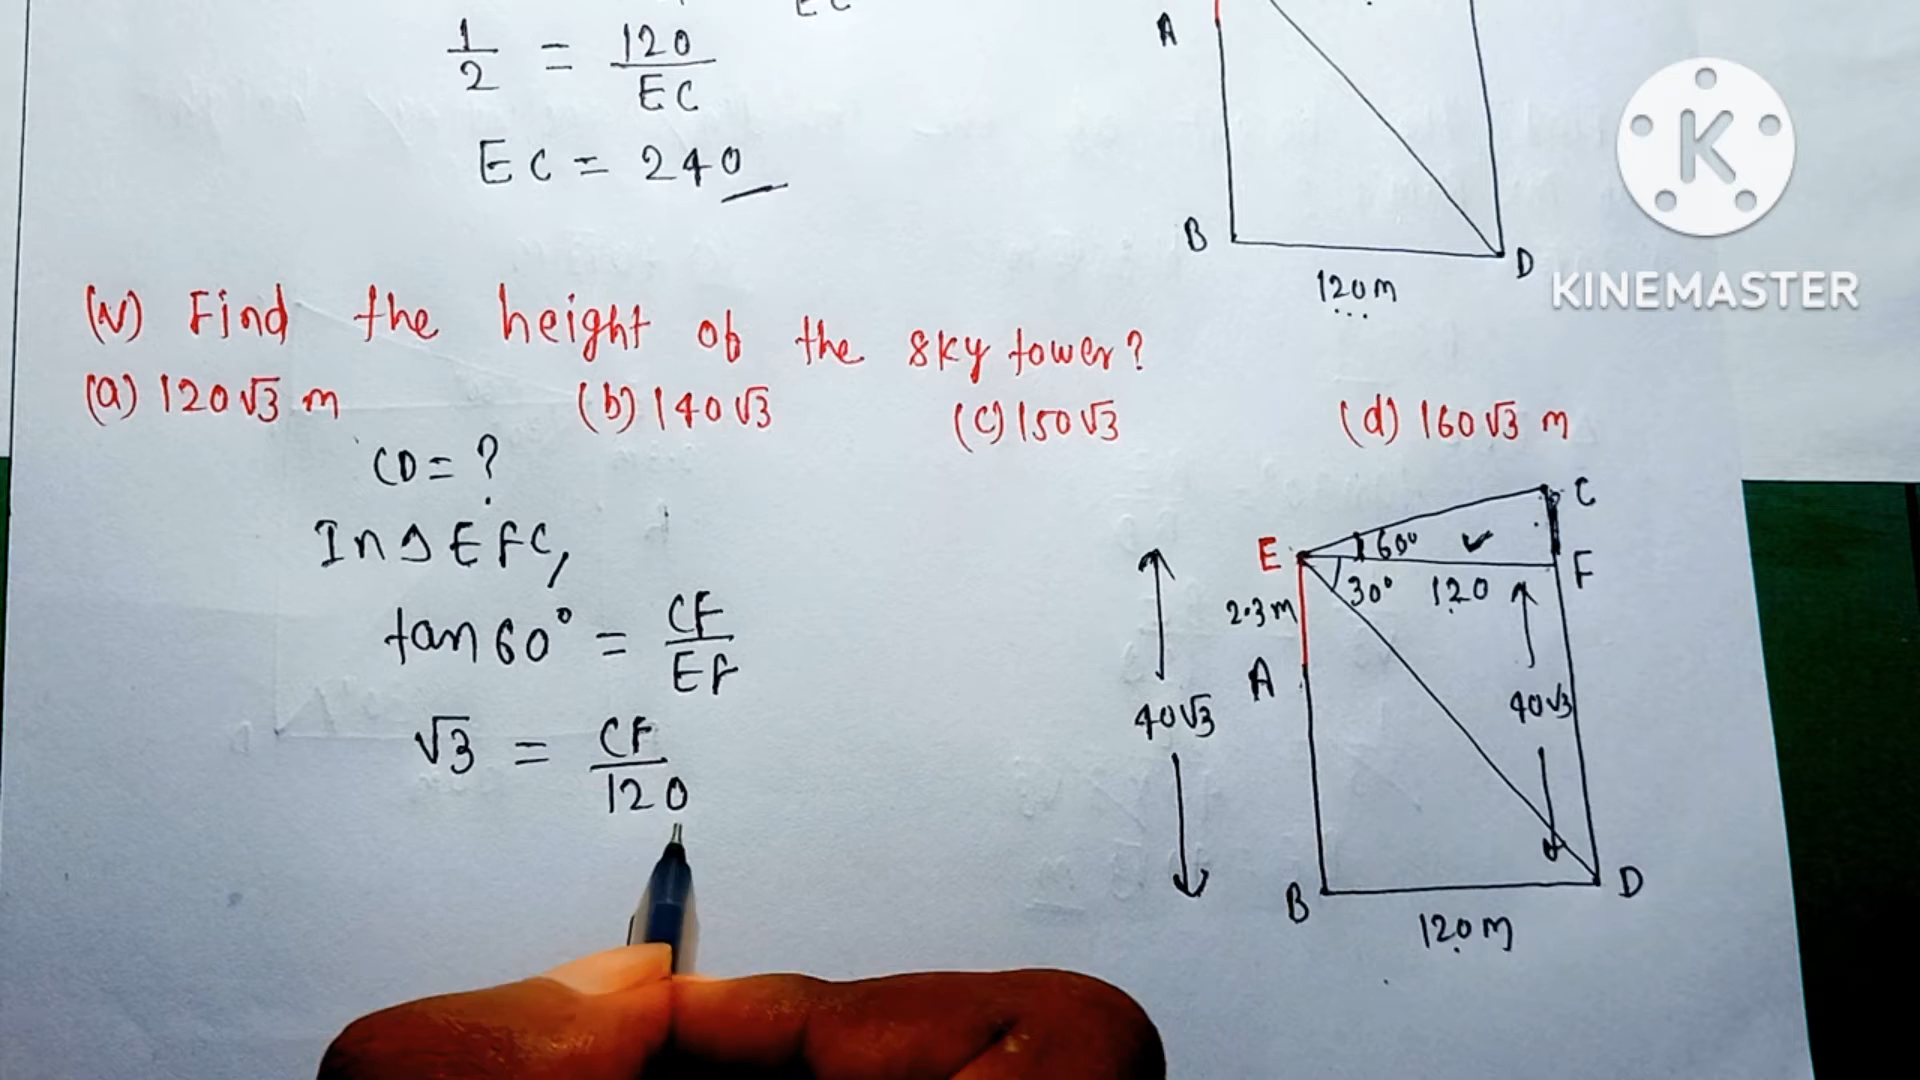 1/2 = 120/EC
EC = 240
A
B
D
120m
KINEMASTER
(iv) Find the height of the sky tower?
(a) 120√3 m (b) 140√3 (c) 150√3 (d) 160√3 m
CD = ?
In Δ EFC,
tan 60° = CF/EF
√3 = CF/120
C
E 60° ✓
F
30° 120
2.3m
A
40√3
40√3
B
D
120m